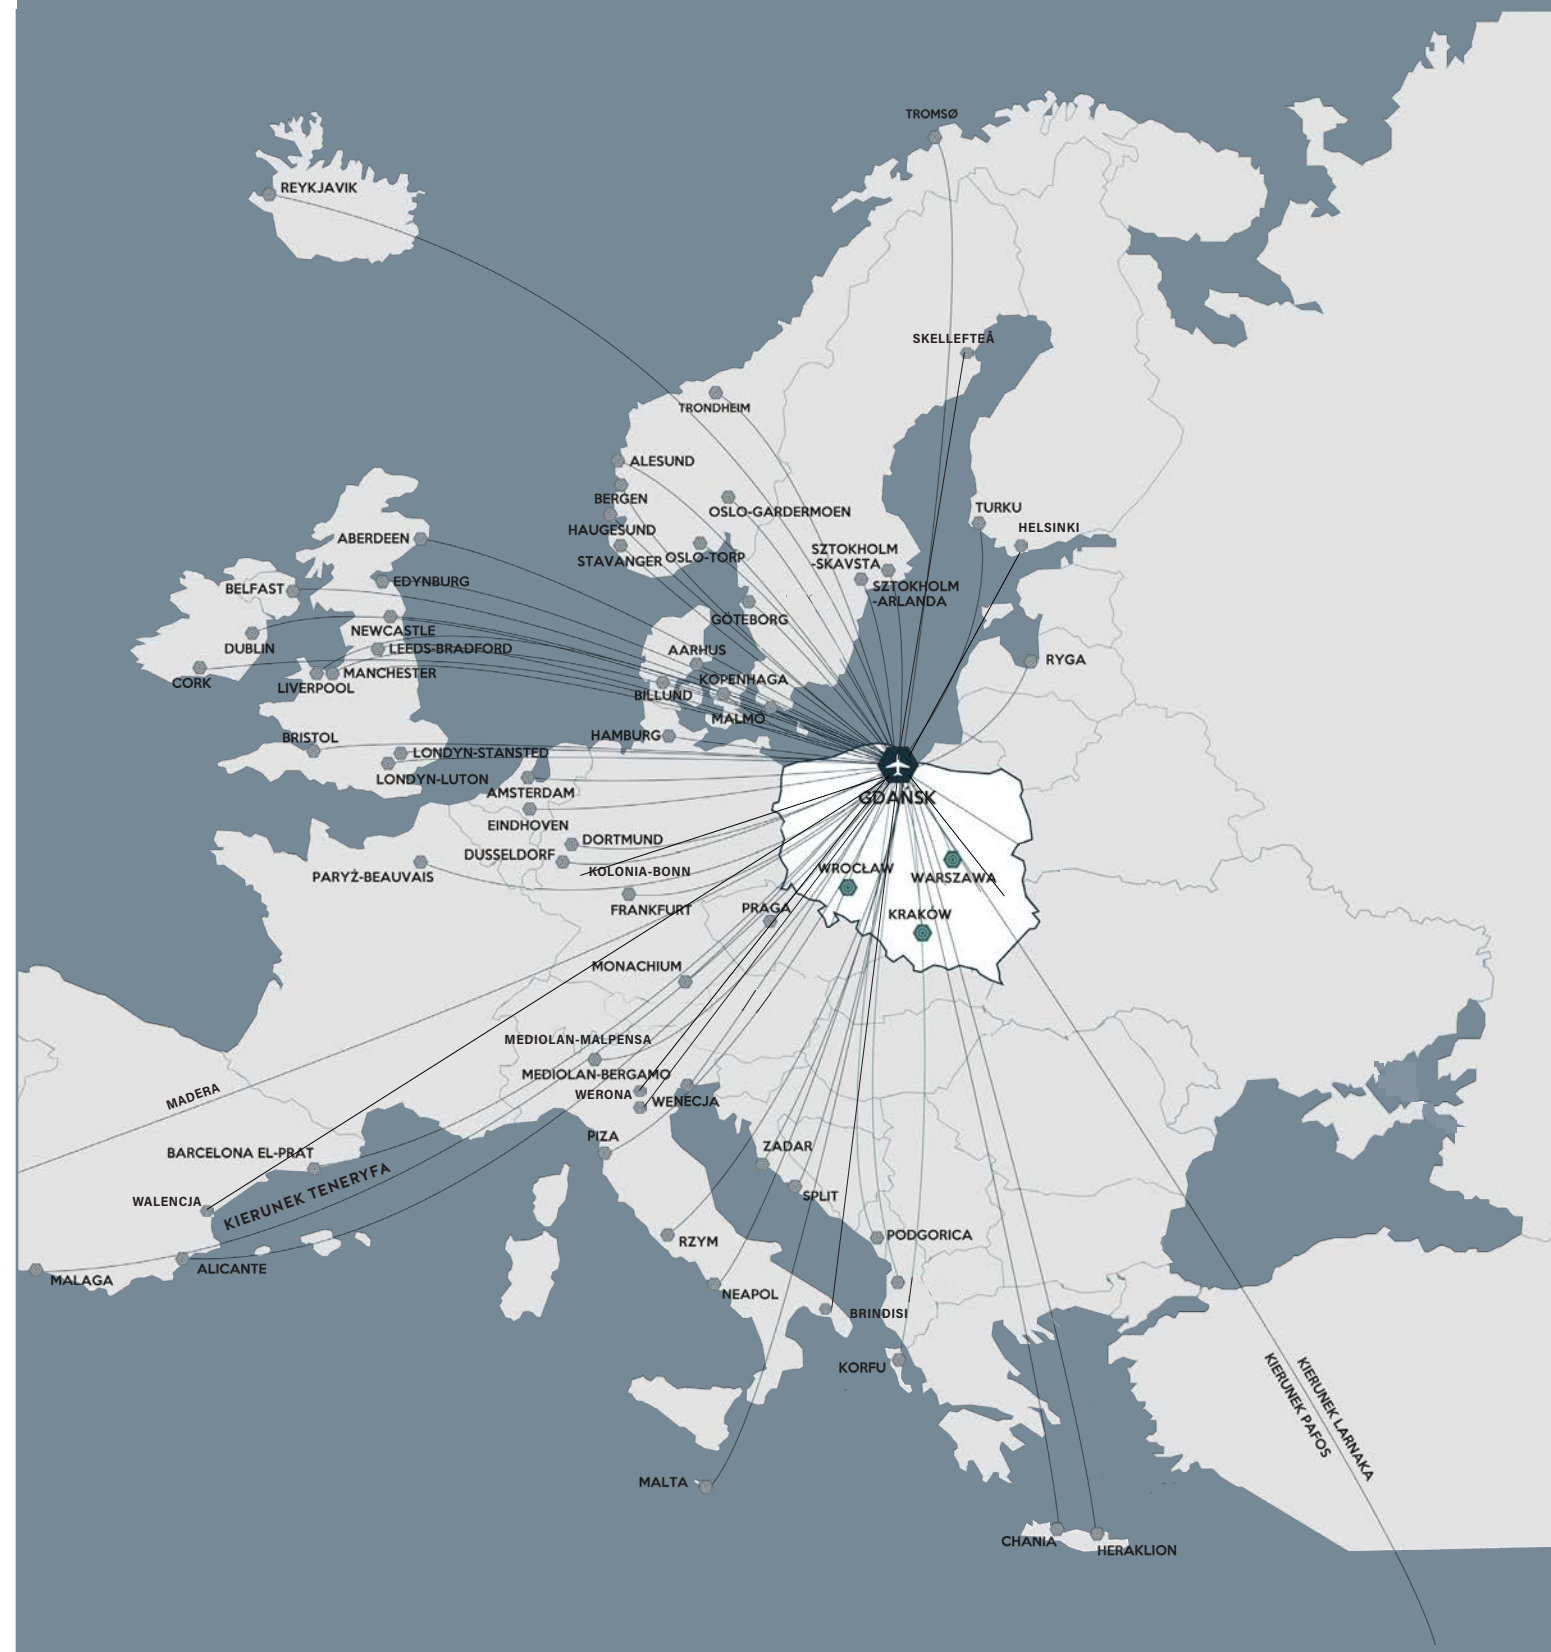 TROMSØ
REYKJAVIK
SKELLEFTEÅ
TRONDHEIM
ALESUND
BERGEN
OSLO-GARDERMOEN
TURKU
HELSINKI
HAUGESUND
ABERDEEN
STAVANGER
OSLO-TORP
SZTOKHOLM
-SKAVSTA
EDYNBURG
BELFAST
SZTOKHOLM
-ARLANDA
GÖTEBORG
NEWCASTLE
DUBLIN
LEEDS-BRADFORD
AARHUS
RYGA
MANCHESTER
CORK
LIVERPOOL
KOPENHAGA
BILLUND
MALMÖ
BRISTOL
HAMBURG
LONDYN-STANSTED
LONDYN-LUTON
AMSTERDAM
GDAŃSK
EINDHOVEN
DORTMUND
DUSSELDORF
KOLONIA-BONN
PARYŻ-BEAUVAIS
WROCŁAW
WARSZAWA
FRANKFURT
PRAGA
KRAKÓW
MONACHIUM
MEDIOLAN-MALPENSA
MEDIOLAN-BERGAMO
WERONA
WENECJA
MADERA
PIZA
ZADAR
BARCELONA EL-PRAT
KIERUNEK TENERYFA
WALENCJA
SPLIT
RZYM
PODGORICA
ALICANTE
MALAGA
NEAPOL
BRINDISI
KORFU
KIERUNEK LARNAKA
KIERUNEK PAFOS
MALTA
CHANIA
HERAKLION